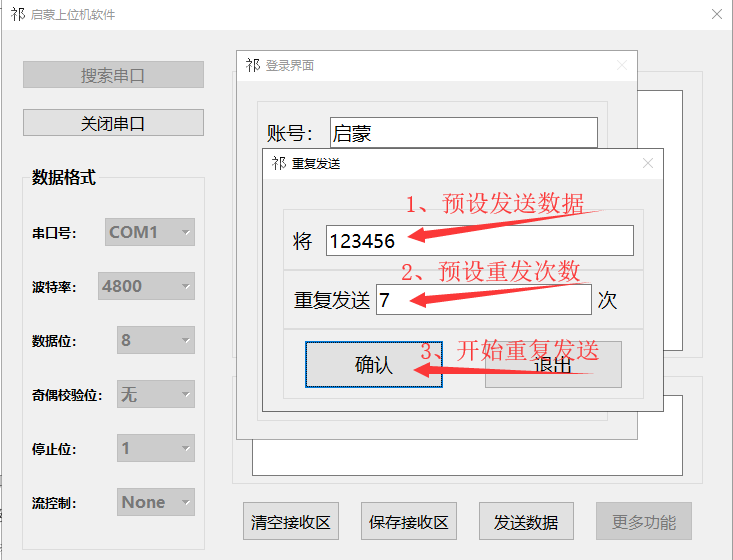 祁 启蒙上位机软件
搜索串口
关闭串口
数据格式
串口号： COM1
波特率： 4800
数据位： 8
奇偶校验位： 无
停止位： 1
流控制： None
祁 登录界面
账号： 启蒙
祁 重复发送
1、预设发送数据
将 123456
2、预设重发次数
重复发送 7 次
3、开始重复发送
确认 退出
清空接收区 保存接收区 发送数据 更多功能